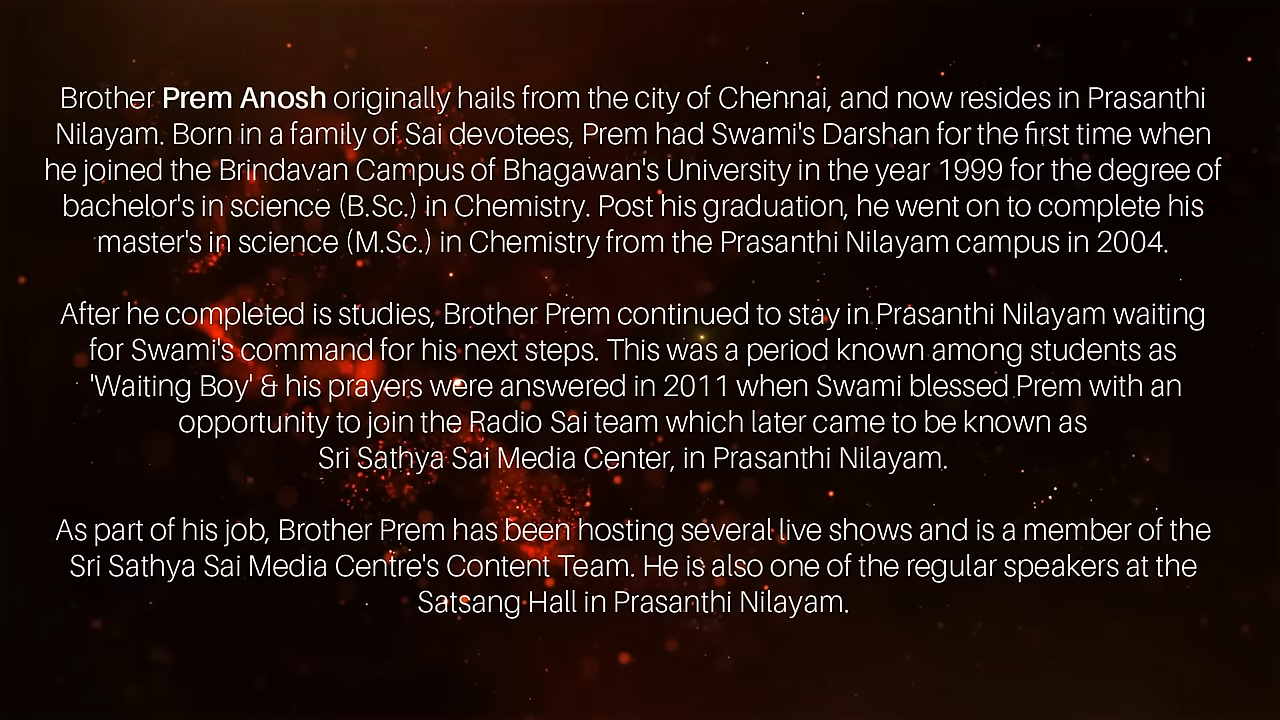 Brother Prem Anosh originally hails from the city of Chennai, and now resides in Prasanthi
Nilayam. Born in a family of Sai devotees, Prem had Swami's Darshan for the first time when
he joined the Brindavan Campus of Bhagawan's University in the year 1999 for the degree of
bachelor's in science (B.Sc.) in Chemistry. Post his graduation, he went on to complete his
master's in science (M.Sc.) in Chemistry from the Prasanthi Nilayam campus in 2004.
After he completed is studies, Brother Prem continued to stay in Prasanthi Nilayam waiting
for Swami's command for his next steps. This was a period known among students as
'Waiting Boy' & his prayers were answered in 2011 when Swami blessed Prem with an
opportunity to join the Radio Sai team which later came to be known as
Sri Sathya Sai Media Center, in Prasanthi Nilayam.
As part of his job, Brother Prem has been hosting several live shows and is a member of the
Sri Sathya Sai Media Centre's Content Team. He is also one of the regular speakers at the
Satsang Hall in Prasanthi Nilayam.